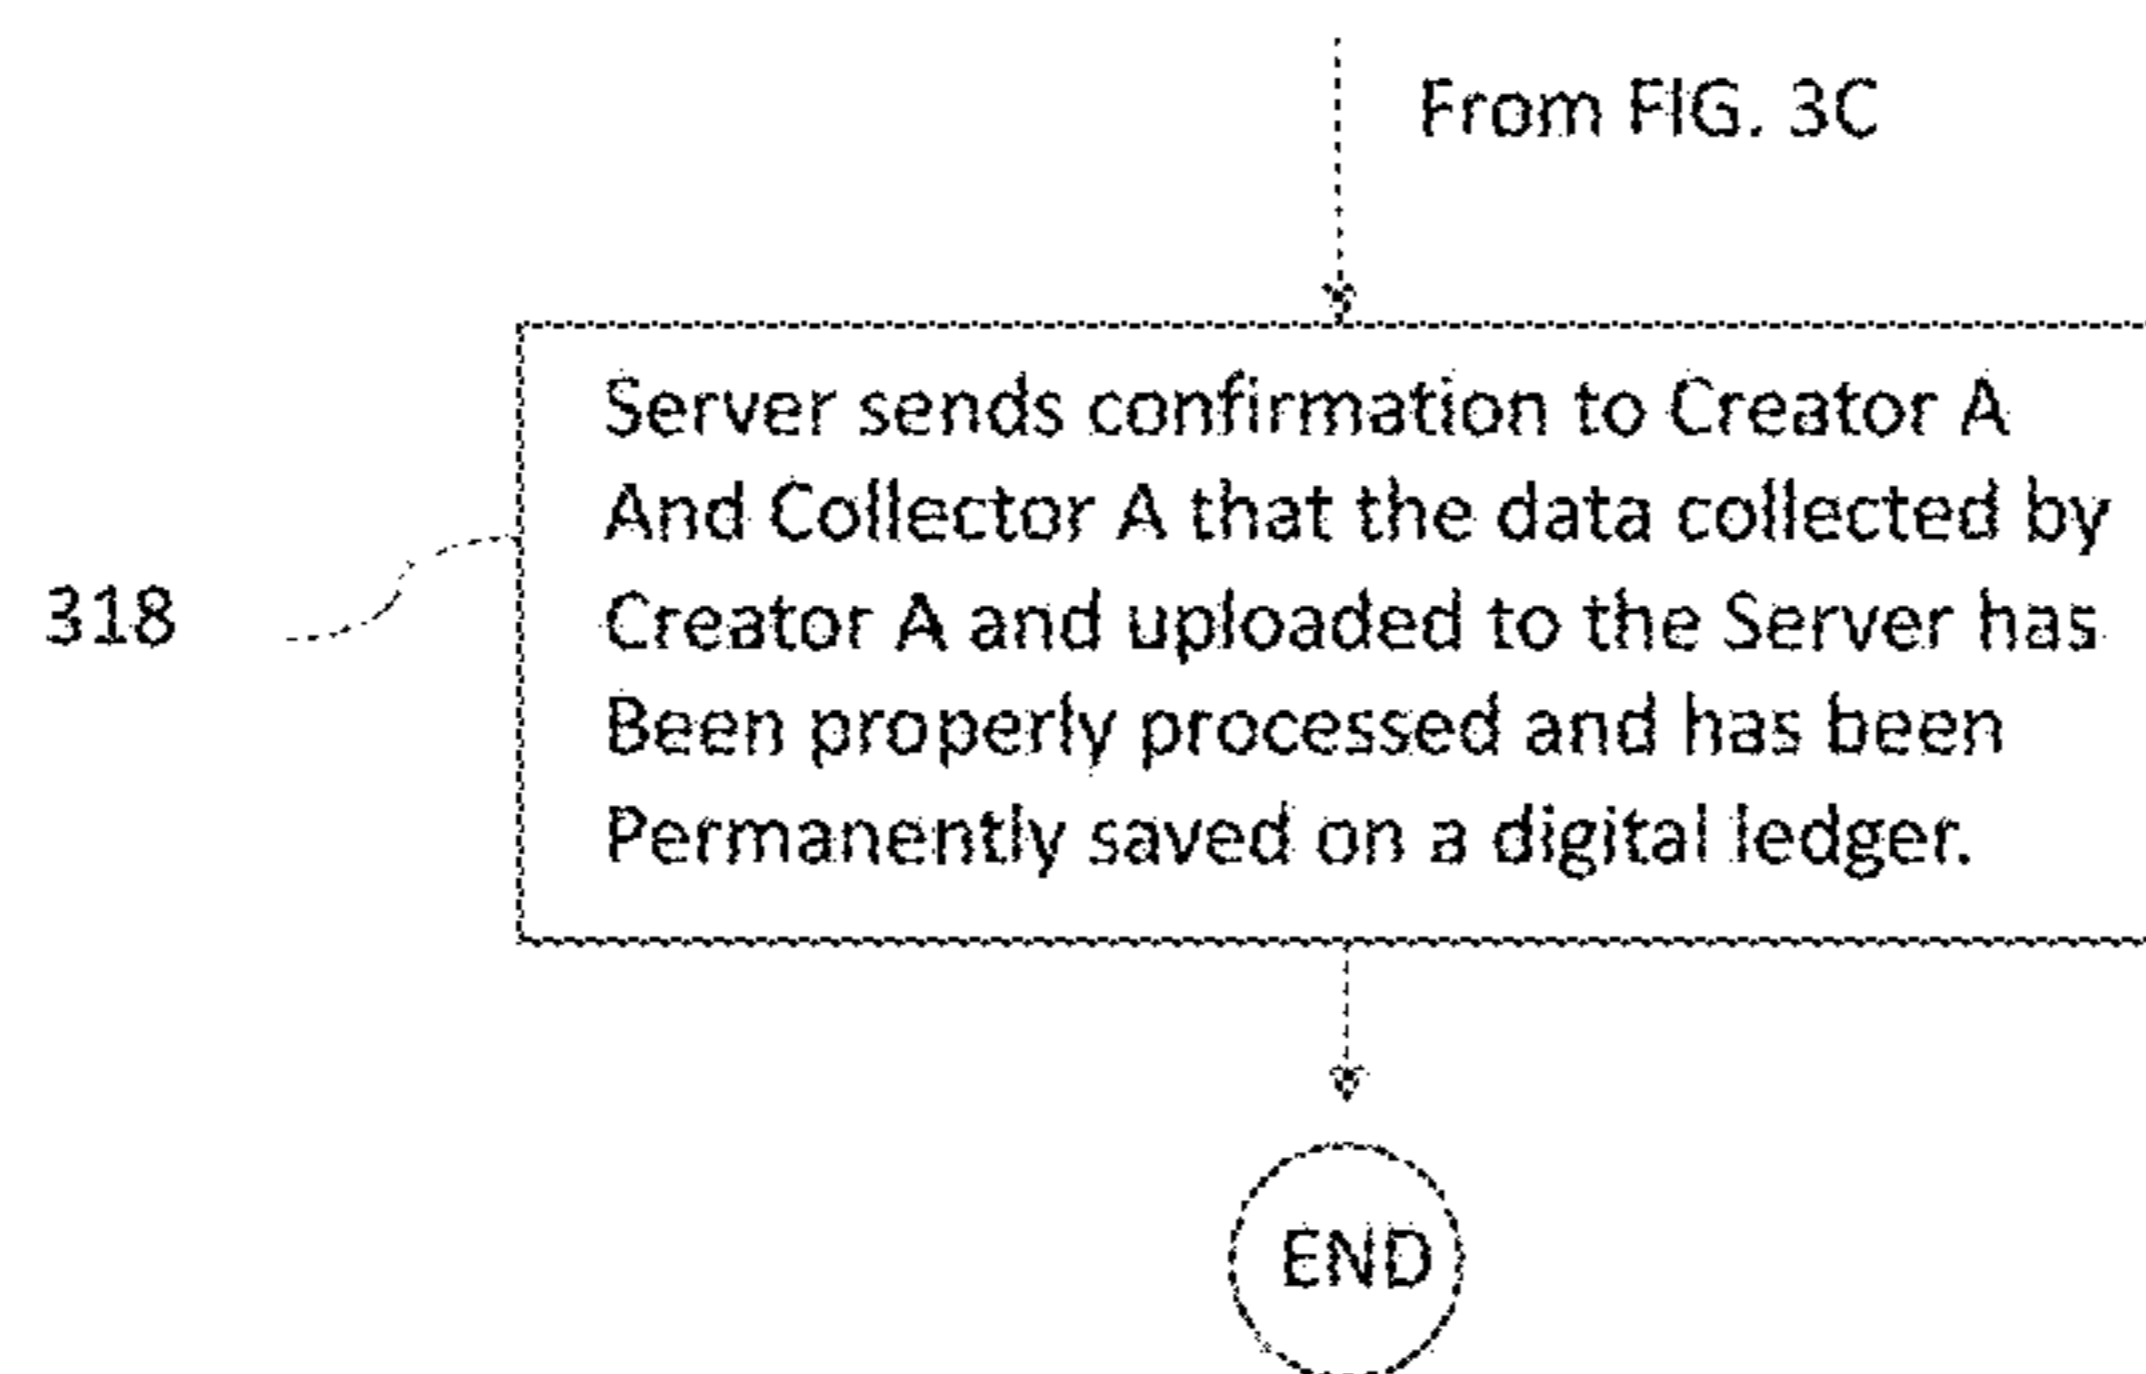 From FIG. 3C
Server sends confirmation to Creator A
And Collector A that the data collected by
Creator A and uploaded to the Server has
Been properly processed and has been
Permanently saved on a digital ledger.
318
END